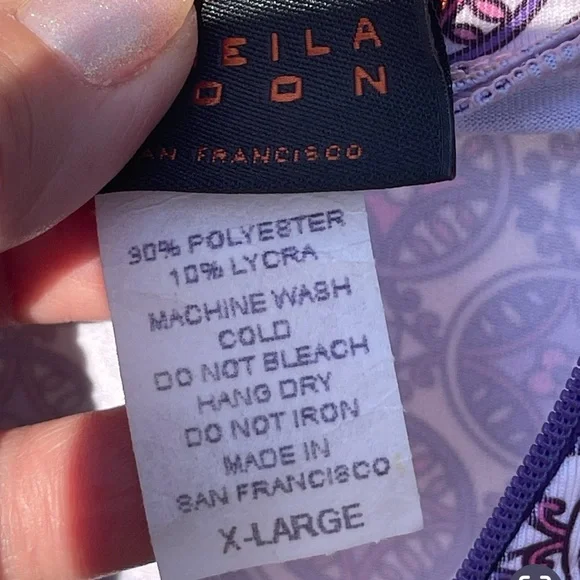 EILA
OON
AN FRANCISCO
90% POLYESTER
10% LYCRA
MACHINE WASH
COLD
DO NOT BLEACH
HANG DRY
DO NOT IRON
MADE IN
SAN FRANCISCO
X-LARGE